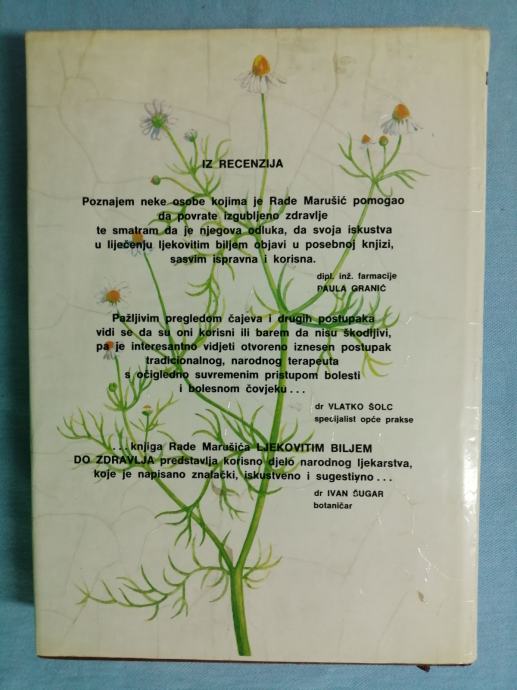 IZ RECENZIJA
Poznajem neke osobe kojima je Rade Marušić pomogao
da povrate izgubljeno zdravlje
te smatram da je njegova odluka, da svoja iskustva
u liječenju ljekovitim biljem objavi u posebnoj knjizi,
sasvim ispravna i korisna.
dipl. inž. farmacije
PAULA GRANIĆ
Pažljivim pregledom čajeva i drugih postupaka
vidi se da su oni korisni ili barem da nisu škodljivi,
pa je interesantno vidjeti otvoreno iznesen postupak
tradicionalnog, narodnog terapeuta
s očigledno suvremenim pristupom bolesti
i bolesnom čovjeku...
dr VLATKO ŠOLC
specijalist opće prakse
...knjiga Rade Marušića LJEKOVITIM BILJEM
DO ZDRAVLJA predstavlja korisno djelo narodnog ljekarstva,
koje je napisano znalački, iskustveno i sugestivno...
dr IVAN ŠUGAR
botaničar